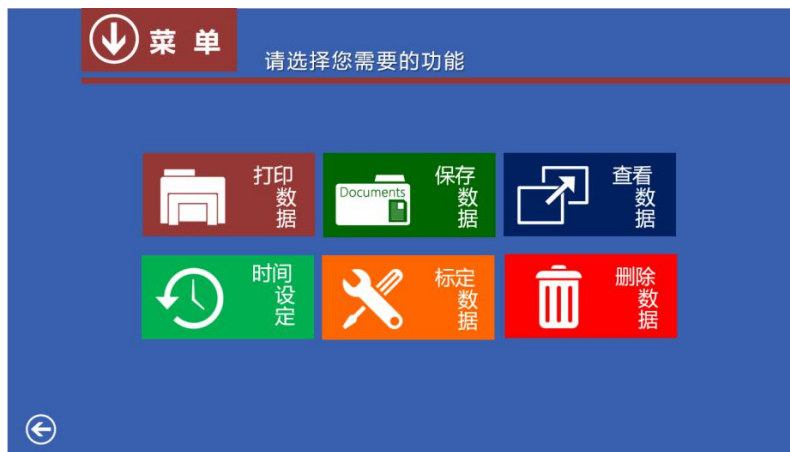 菜 单
请选择您需要的功能
打印
数
据
Documents
保存
数
据
查看
数
据
时间
设
定
标定
数
据
删除
数
据